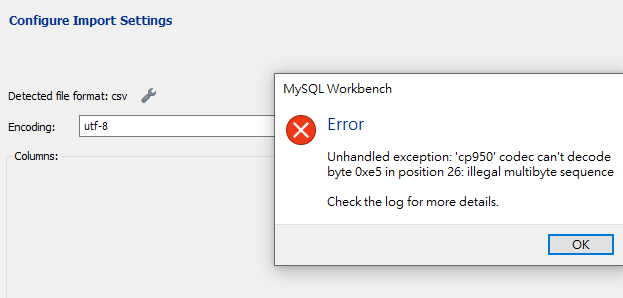 Configure Import Settings
MySQL Workbench
Error
Detected file format: csv
Encoding:
utf-8
Unhandled exception: 'cp950' codec can't decode
byte 0xe5 in position 26: illegal multibyte sequence
Columns:
Check the log for more details.
OK